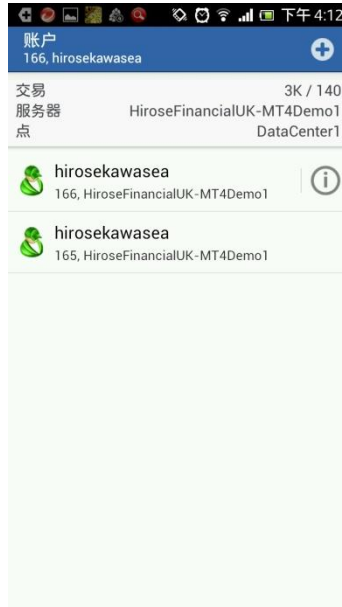 下午 4:12
账户
166, hirosekawasea
交易 3K / 140
服务器 HiroseFinancialUK-MT4Demo1
点 DataCenter1
hirosekawasea
166, HiroseFinancialUK-MT4Demo1
hirosekawasea
165, HiroseFinancialUK-MT4Demo1